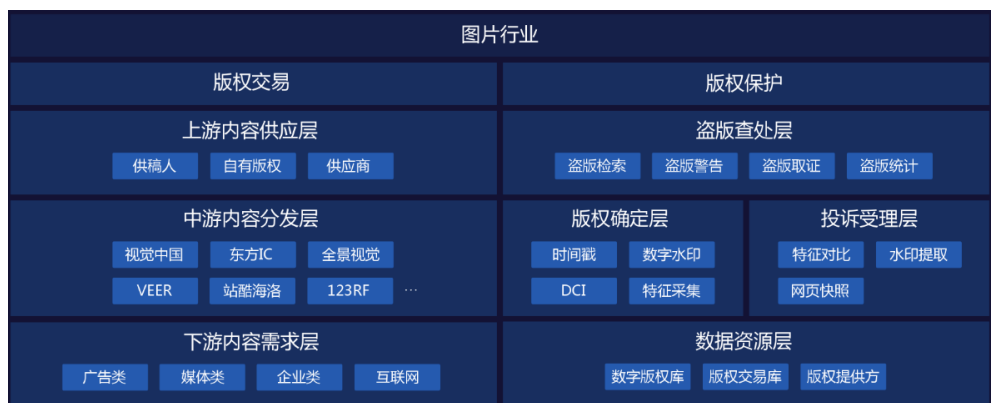 图片行业
版权交易
上游内容供应层
供稿人 自有版权 供应商
中游内容分发层
视觉中国 东方IC 全景视觉
VEER 站酷海洛 123RF ...
下游内容需求层
广告类 媒体类 企业类 互联网
版权保护
盗版查处层
盗版检索 盗版警告 盗版取证 盗版统计
版权确定层
时间戳 数字水印
DCI 特征采集
投诉受理层
特征对比 水印提取
网页快照
数据资源层
数字版权库 版权交易库 版权提供方